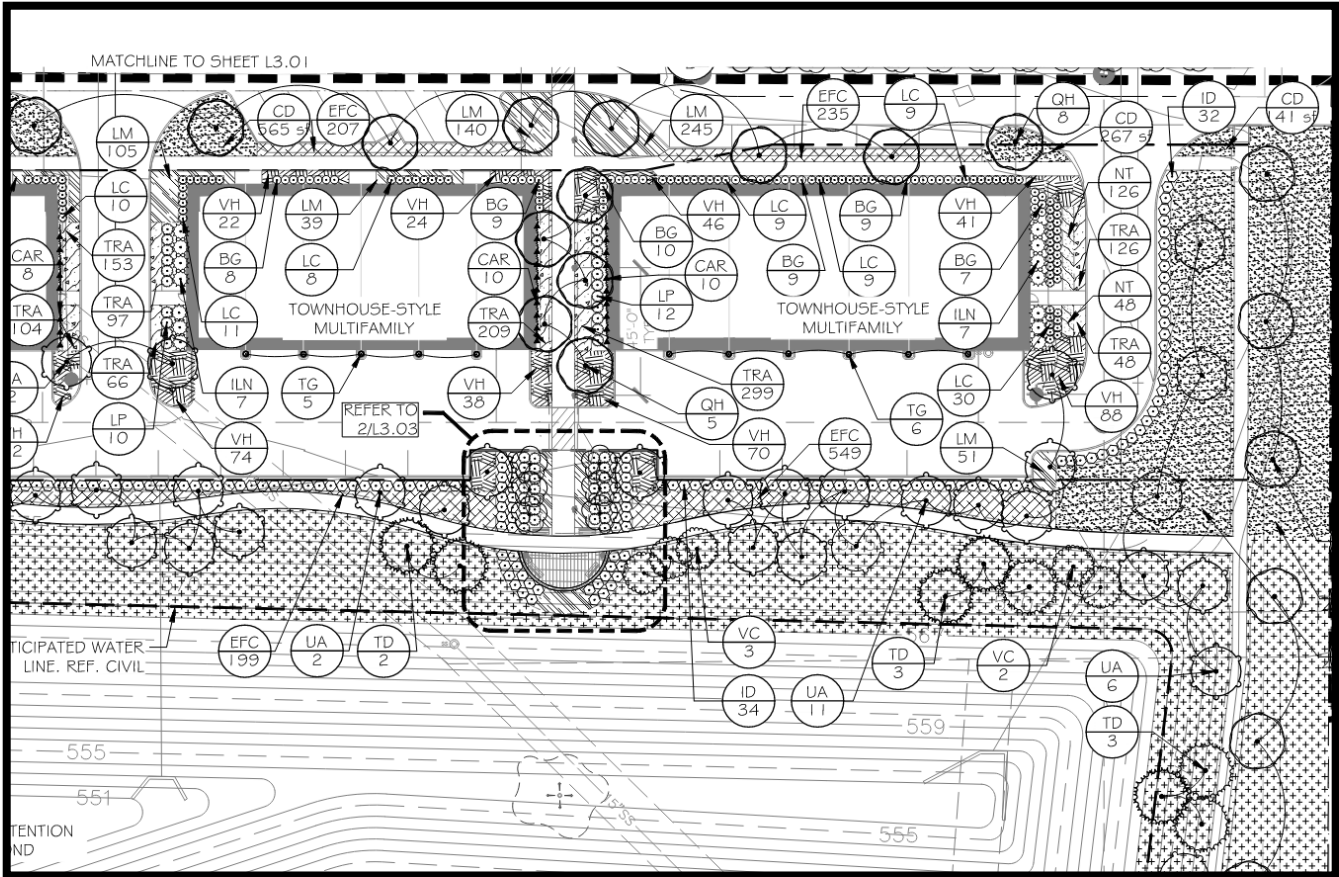 MATCHLINE TO SHEET L3.01
CD
565 sf
EFC
207
LM
140
LM
245
EFC
235
LC
9
QH
8
CD
267 sf
ID
32
CD
141 sf
LM
105
LC
10
TRA
153
TRA
97
TRA
66
LP
10
CAR
8
TRA
104
VH
22
BG
8
LC
11
LM
39
LC
8
VH
24
BG
9
CAR
10
TRA
209
TOWNHOUSE-STYLE
MULTIFAMILY
BG
10
CAR
10
LP
12
VH
46
LC
9
BG
9
BG
9
LC
9
VH
41
BG
7
ILN
7
TOWNHOUSE-STYLE
MULTIFAMILY
NT
126
TRA
126
NT
48
TRA
48
VH
88
15'-0"
ILN
7
TG
5
VH
38
VH
74
REFER TO
2/L3.03
TRA
299
QH
5
VH
70
EFC
549
TG
6
LC
30
LM
51
TICIPATED WATER
LINE. REF. CIVIL
EFC
199
UA
2
TD
2
VC
3
ID
34
UA
11
TD
3
VC
2
UA
6
TD
3
559
555
551
555
15"SS
TENTION